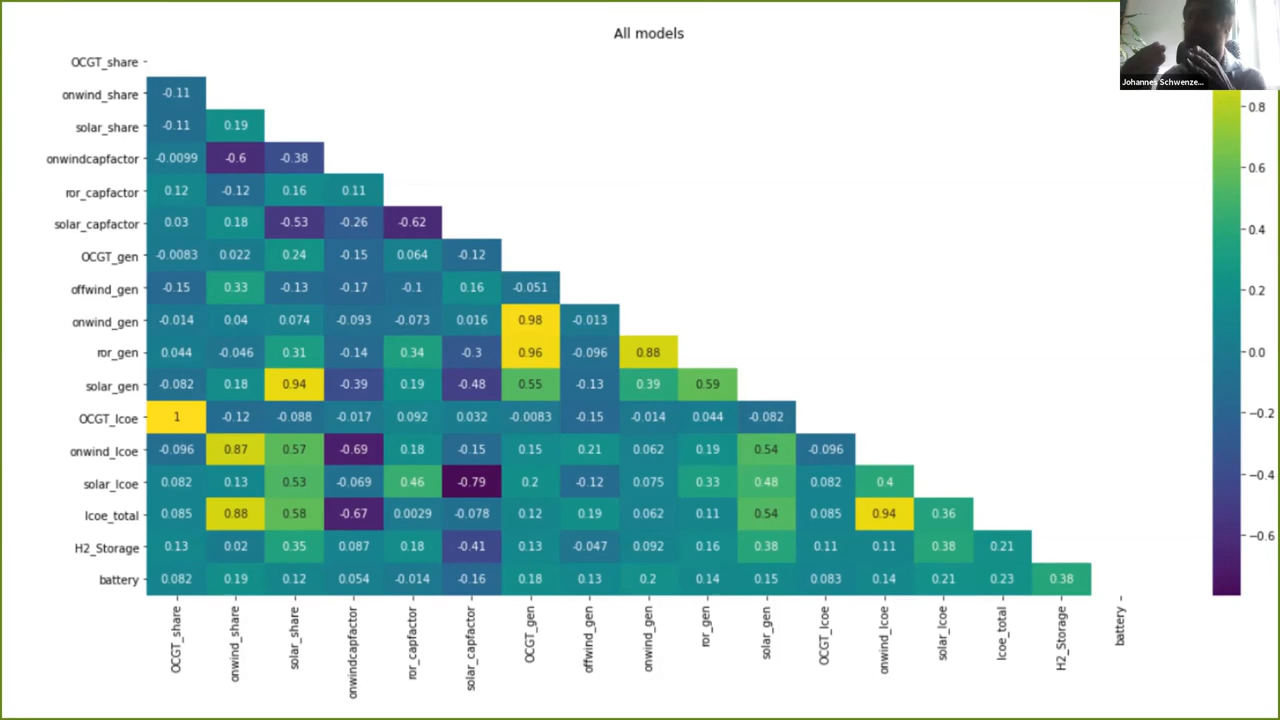 All models
Johannes Schwenze...
OCGT_share
onwind_share -0.11
solar_share -0.11 0.19
onwindcapfactor -0.0099 -0.6 -0.38
ror_capfactor 0.12 -0.12 0.16 0.11
solar_capfactor 0.03 0.18 -0.53 -0.26 -0.62
OCGT_gen -0.0083 0.022 0.24 -0.15 0.064 -0.12
offwind_gen -0.15 0.33 -0.13 -0.17 -0.1 0.16 -0.051
onwind_gen -0.014 0.04 0.074 -0.093 -0.073 0.016 0.98 -0.013
ror_gen 0.044 -0.046 0.31 -0.14 0.34 -0.3 0.96 -0.096 0.88
solar_gen -0.082 0.18 0.94 -0.39 0.19 -0.48 0.55 -0.13 0.39 0.59
OCGT_lcoe 1 -0.12 -0.088 -0.017 0.092 0.032 -0.0083 -0.15 -0.014 0.044 -0.082
onwind_lcoe -0.096 0.87 0.57 -0.69 0.18 -0.15 0.15 0.21 0.062 0.19 0.54 -0.096
solar_lcoe 0.082 0.13 0.53 -0.069 0.46 -0.79 0.2 -0.12 0.075 0.33 0.48 0.082 0.4
lcoe_total 0.085 0.88 0.58 -0.67 0.0029 -0.078 0.12 0.19 0.062 0.11 0.54 0.085 0.94 0.36
H2_Storage 0.13 0.02 0.35 0.087 0.18 -0.41 0.13 -0.047 0.092 0.16 0.38 0.11 0.11 0.38 0.21
battery 0.082 0.19 0.12 0.054 -0.014 -0.16 0.18 0.13 0.2 0.14 0.15 0.083 0.14 0.21 0.23 0.38
OCGT_share onwind_share solar_share onwindcapfactor ror_capfactor solar_capfactor OCGT_gen offwind_gen onwind_gen ror_gen solar_gen OCGT_lcoe onwind_lcoe solar_lcoe lcoe_total H2_Storage battery
0.8
0.6
0.4
0.2
0.0
−0.2
−0.4
−0.6